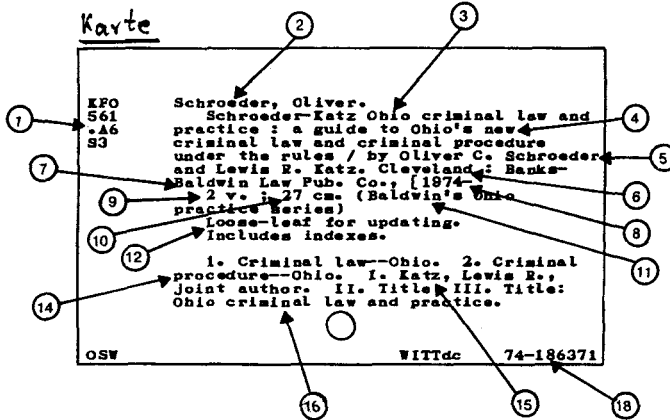 Karte
2
3
KFO Schroeder, Oliver.
561 Schroeder-Katz Ohio criminal law and
1 .A6 practice : a guide to Ohio's new 4
S3 criminal law and criminal procedure
under the rules / by Oliver C. Schroeder 5
7 and Lewis R. Katz. Cleveland : Banks-
Baldwin Law Pub. Co., [1974- 6
9 2 v. ; 27 cm. (Baldwin's Ohio 8
practice series)
10 Loose-leaf for updating. 11
12 Includes indexes.
1. Criminal law--Ohio. 2. Criminal
14 procedure--Ohio. I. Katz, Lewis R.,
joint author. II. Title. III. Title:
Ohio criminal law and practice.
OSW WITTdc 74-186371
16 15 18